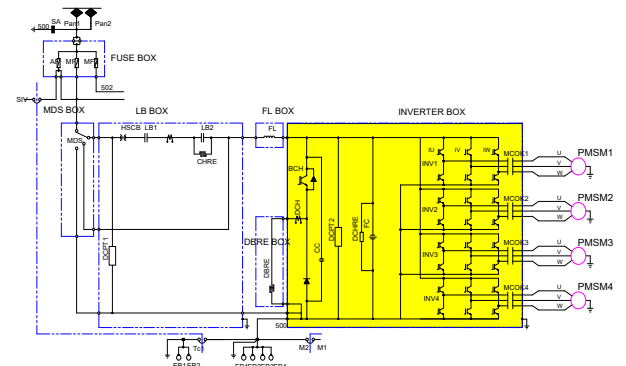 SA
Pan1
Pan2
500
FUSE BOX
MF
MF
502
SIV
MDS BOX
LB BOX
FL BOX
INVERTER BOX
HSCB
LB1
LB2
FL
MDS
CHRE
BCH
IU
IV
IW
INV1
MCOK1
U
V
W
PMSM1
DCH
DCPT2
DCHRE
FC
CC
INV2
MCOK2
U
V
W
PMSM2
DCPT1
DBRE BOX
DBRE
INV3
MCOK3
U
V
W
PMSM3
INV4
MCOK4
U
V
W
PMSM4
500
Tc1
M2
M1